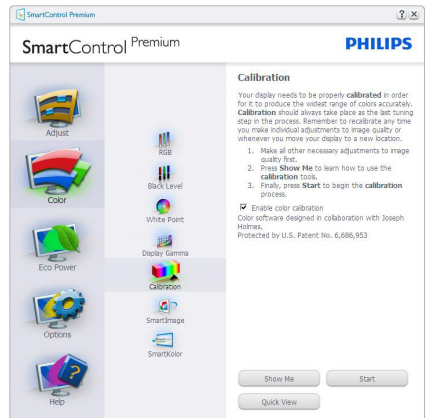 SmartControl Premium
SmartControl Premium
PHILIPS
Adjust
Color
Eco Power
Options
Help
RGB
Black Level
White Point
Display Gamma
Calibration
SmartImage
SmartKolor
Calibration
Your display needs to be properly calibrated in order
for it to produce the widest range of colors accurately.
Calibration should always take place as the last tuning
step in the process. Remember to recalibrate any time
you make individual adjustments to image quality or
whenever you move your display to a new location.
1. Make all other necessary adjustments to image
quality first.
2. Press Show Me to learn how to use the
calibration tools.
3. Finally, press Start to begin the calibration
process.
Enable color calibration
Color software designed in collaboration with Joseph
Holmes.
Protected by U.S. Patent No. 6,686,953
Show Me
Start
Quick View